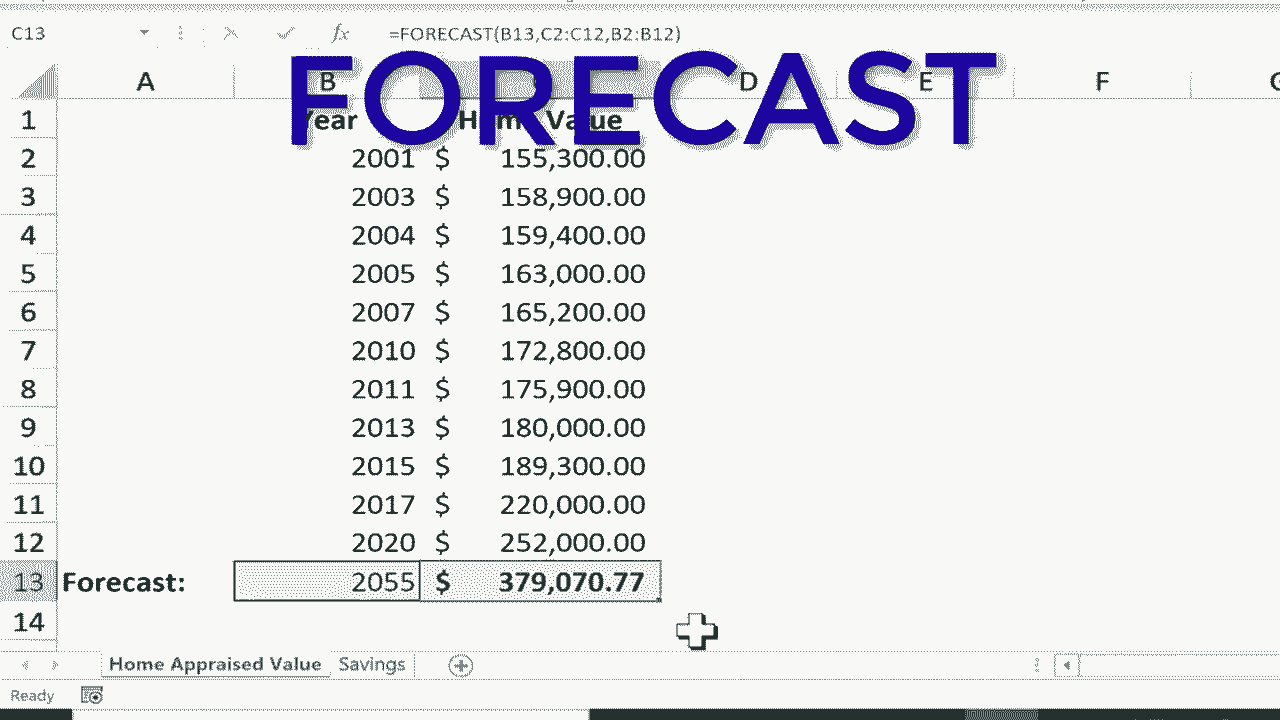 C13 fx =FORECAST(B13,C2:C12,B2:B12)
FORECAST
A B D E F G
1 Year Home Value
2 2001 $ 155,300.00
3 2003 $ 158,900.00
4 2004 $ 159,400.00
5 2005 $ 163,000.00
6 2007 $ 165,200.00
7 2010 $ 172,800.00
8 2011 $ 175,900.00
9 2013 $ 180,000.00
10 2015 $ 189,300.00
11 2017 $ 220,000.00
12 2020 $ 252,000.00
13 Forecast: 2055 $ 379,070.77
14
Home Appraised Value Savings
Ready